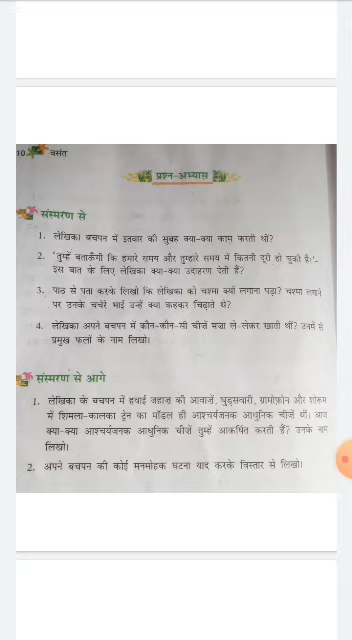 10 वसंत
प्रश्न-अभ्यास
संस्मरण से
1. लेखिका बचपन में इतवार की सुबह क्या-क्या काम करती थीं?
2. 'तुम्हें बताऊँगी कि हमारे समय और तुम्हारे समय में कितनी दूरी हो चुकी है।'-
इस बात के लिए लेखिका क्या-क्या उदाहरण देती हैं?
3. पाठ से पता करके लिखो कि लेखिका को चश्मा क्यों लगाना पड़ा? चश्मा लगाने
पर उनके चचेरे भाई उन्हें क्या कहकर चिढ़ाते थे?
4. लेखिका अपने बचपन में कौन-कौन-सी चीज़ें मज़ा ले-लेकर खाती थीं? उनमें से
प्रमुख फलों के नाम लिखो।
संस्मरण से आगे
1. लेखिका के बचपन में हवाई जहाज़ की आवाज़ें, घुड़सवारी, ग्रामोफ़ोन और शोरूम
में शिमला-कालका ट्रेन का मॉडल ही आश्चर्यजनक आधुनिक चीज़ें थीं। आज
क्या-क्या आश्चर्यजनक आधुनिक चीज़ें तुम्हें आकर्षित करती हैं? उनके नाम
लिखो।
2. अपने बचपन की कोई मनमोहक घटना याद करके विस्तार से लिखो।